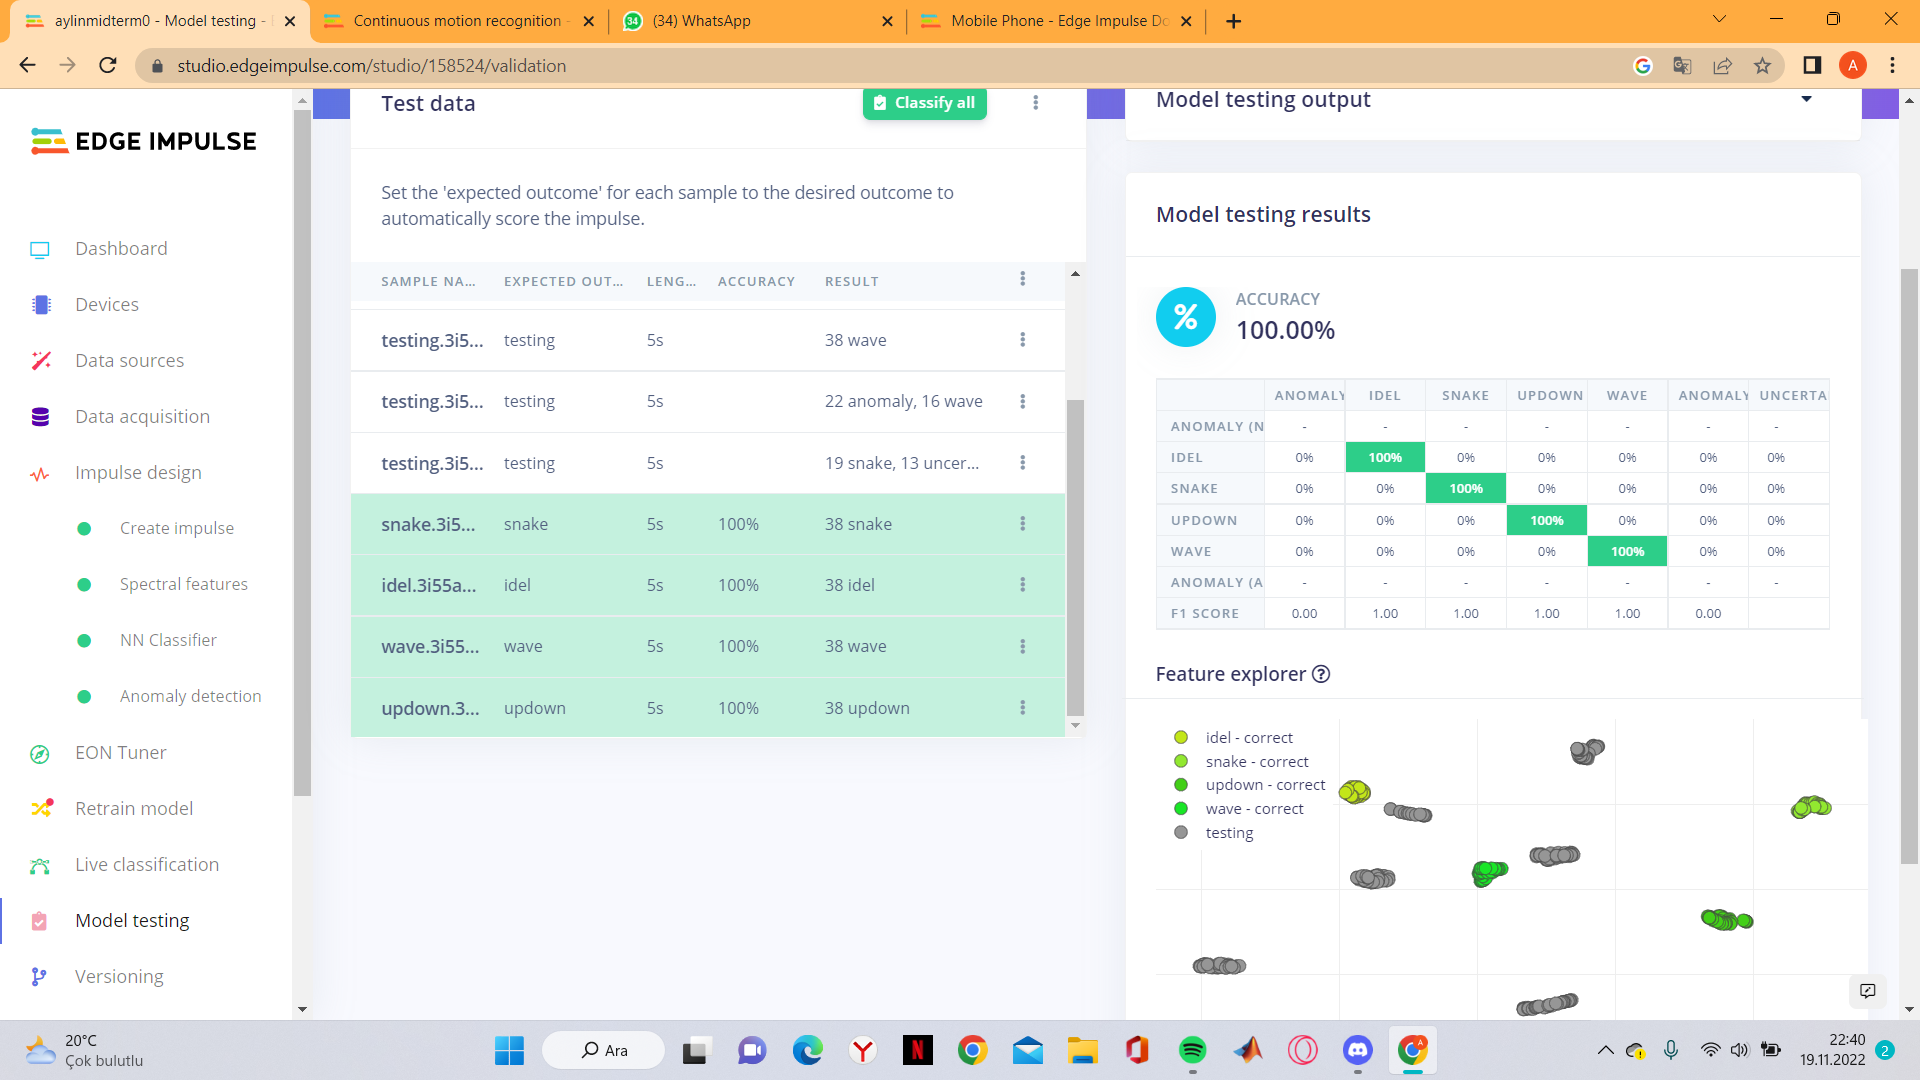 aylinmidterm0 - Model testing -
Continuous motion recognition -
34
(34) WhatsApp
Mobile Phone - Edge Impulse Do
studio.edgeimpulse.com/studio/158524/validation
A
EDGE IMPULSE
Dashboard
Devices
Data sources
Data acquisition
Impulse design
Create impulse
Spectral features
NN Classifier
Anomaly detection
EON Tuner
Retrain model
Live classification
Model testing
Versioning
Test data
Classify all
Set the 'expected outcome' for each sample to the desired outcome to
automatically score the impulse.
SAMPLE NA... EXPECTED OUT... LENG... ACCURACY RESULT
testing.3i5... testing 5s 38 wave
testing.3i5... testing 5s 22 anomaly, 16 wave
testing.3i5... testing 5s 19 snake, 13 uncer...
snake.3i5... snake 5s 100% 38 snake
idel.3i55a... idel 5s 100% 38 idel
wave.3i55... wave 5s 100% 38 wave
updown.3... updown 5s 100% 38 updown
Model testing output
Model testing results
%
ACCURACY
100.00%
ANOMALY IDEL SNAKE UPDOWN WAVE ANOMALY UNCERTA
ANOMALY (N - - - - - - -
IDEL 0% 100% 0% 0% 0% 0% 0%
SNAKE 0% 0% 100% 0% 0% 0% 0%
UPDOWN 0% 0% 0% 100% 0% 0% 0%
WAVE 0% 0% 0% 0% 100% 0% 0%
ANOMALY (A - - - - - - -
F1 SCORE 0.00 1.00 1.00 1.00 1.00 0.00
Feature explorer ?
idel - correct
snake - correct
updown - correct
wave - correct
testing
20°C
Çok bulutlu
Ara
22:40
19.11.2022
2